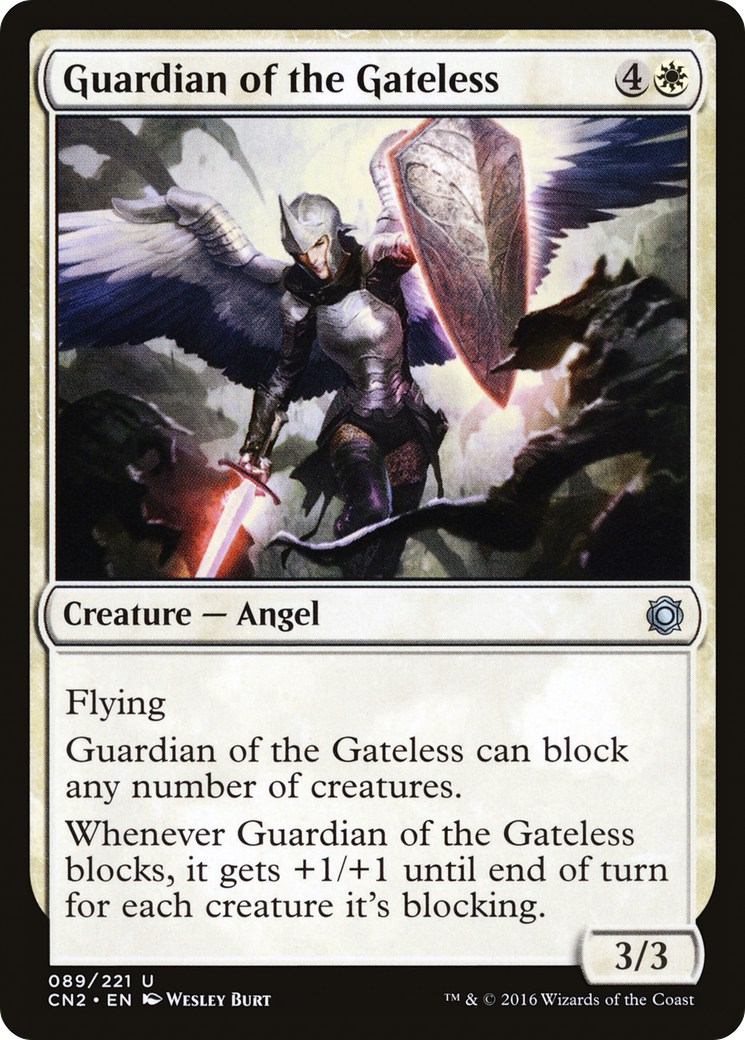 Guardian of the Gateless 4
Creature — Angel
Flying
Guardian of the Gateless can block
any number of creatures.
Whenever Guardian of the Gateless
blocks, it gets +1/+1 until end of turn
for each creature it's blocking.
3/3
089/221 U
CN2 • EN Wesley Burt
™ & © 2016 Wizards of the Coast